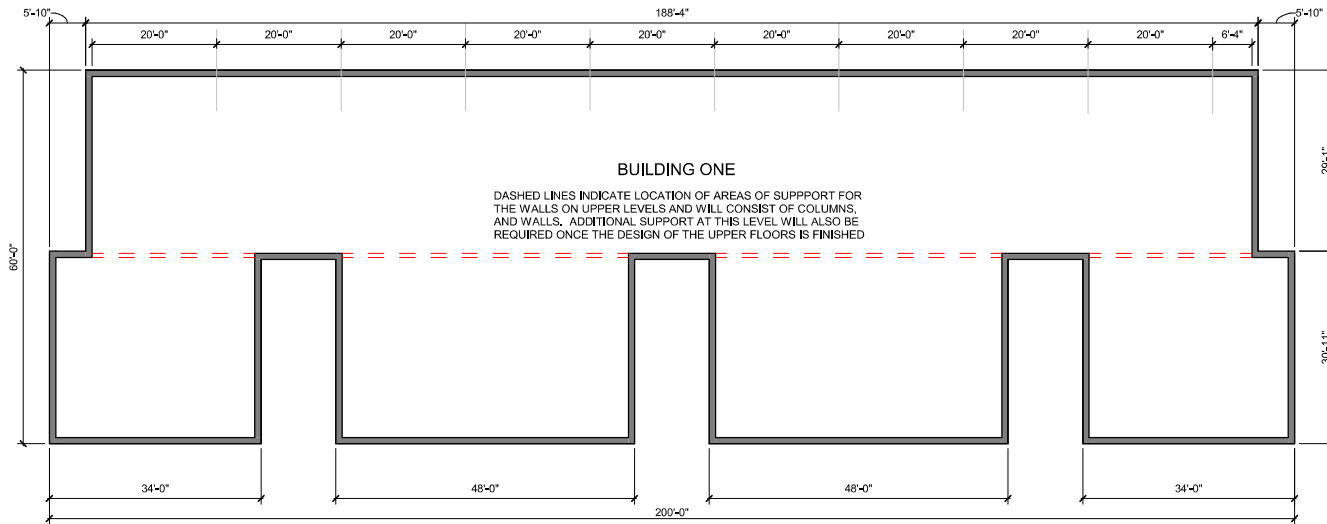 5'-10" 188'-4" 5'-10"
20'-0" 20'-0" 20'-0" 20'-0" 20'-0" 20'-0" 20'-0" 20'-0" 20'-0" 6'-4"
BUILDING ONE
DASHED LINES INDICATE LOCATION OF AREAS OF SUPPPORT FOR
THE WALLS ON UPPER LEVELS AND WILL CONSIST OF COLUMNS,
AND WALLS. ADDITIONAL SUPPORT AT THIS LEVEL WILL ALSO BE
REQUIRED ONCE THE DESIGN OF THE UPPER FLOORS IS FINISHED
60'-0"
29'-1"
30'-11"
34'-0" 48'-0" 48'-0" 34'-0"
200'-0"